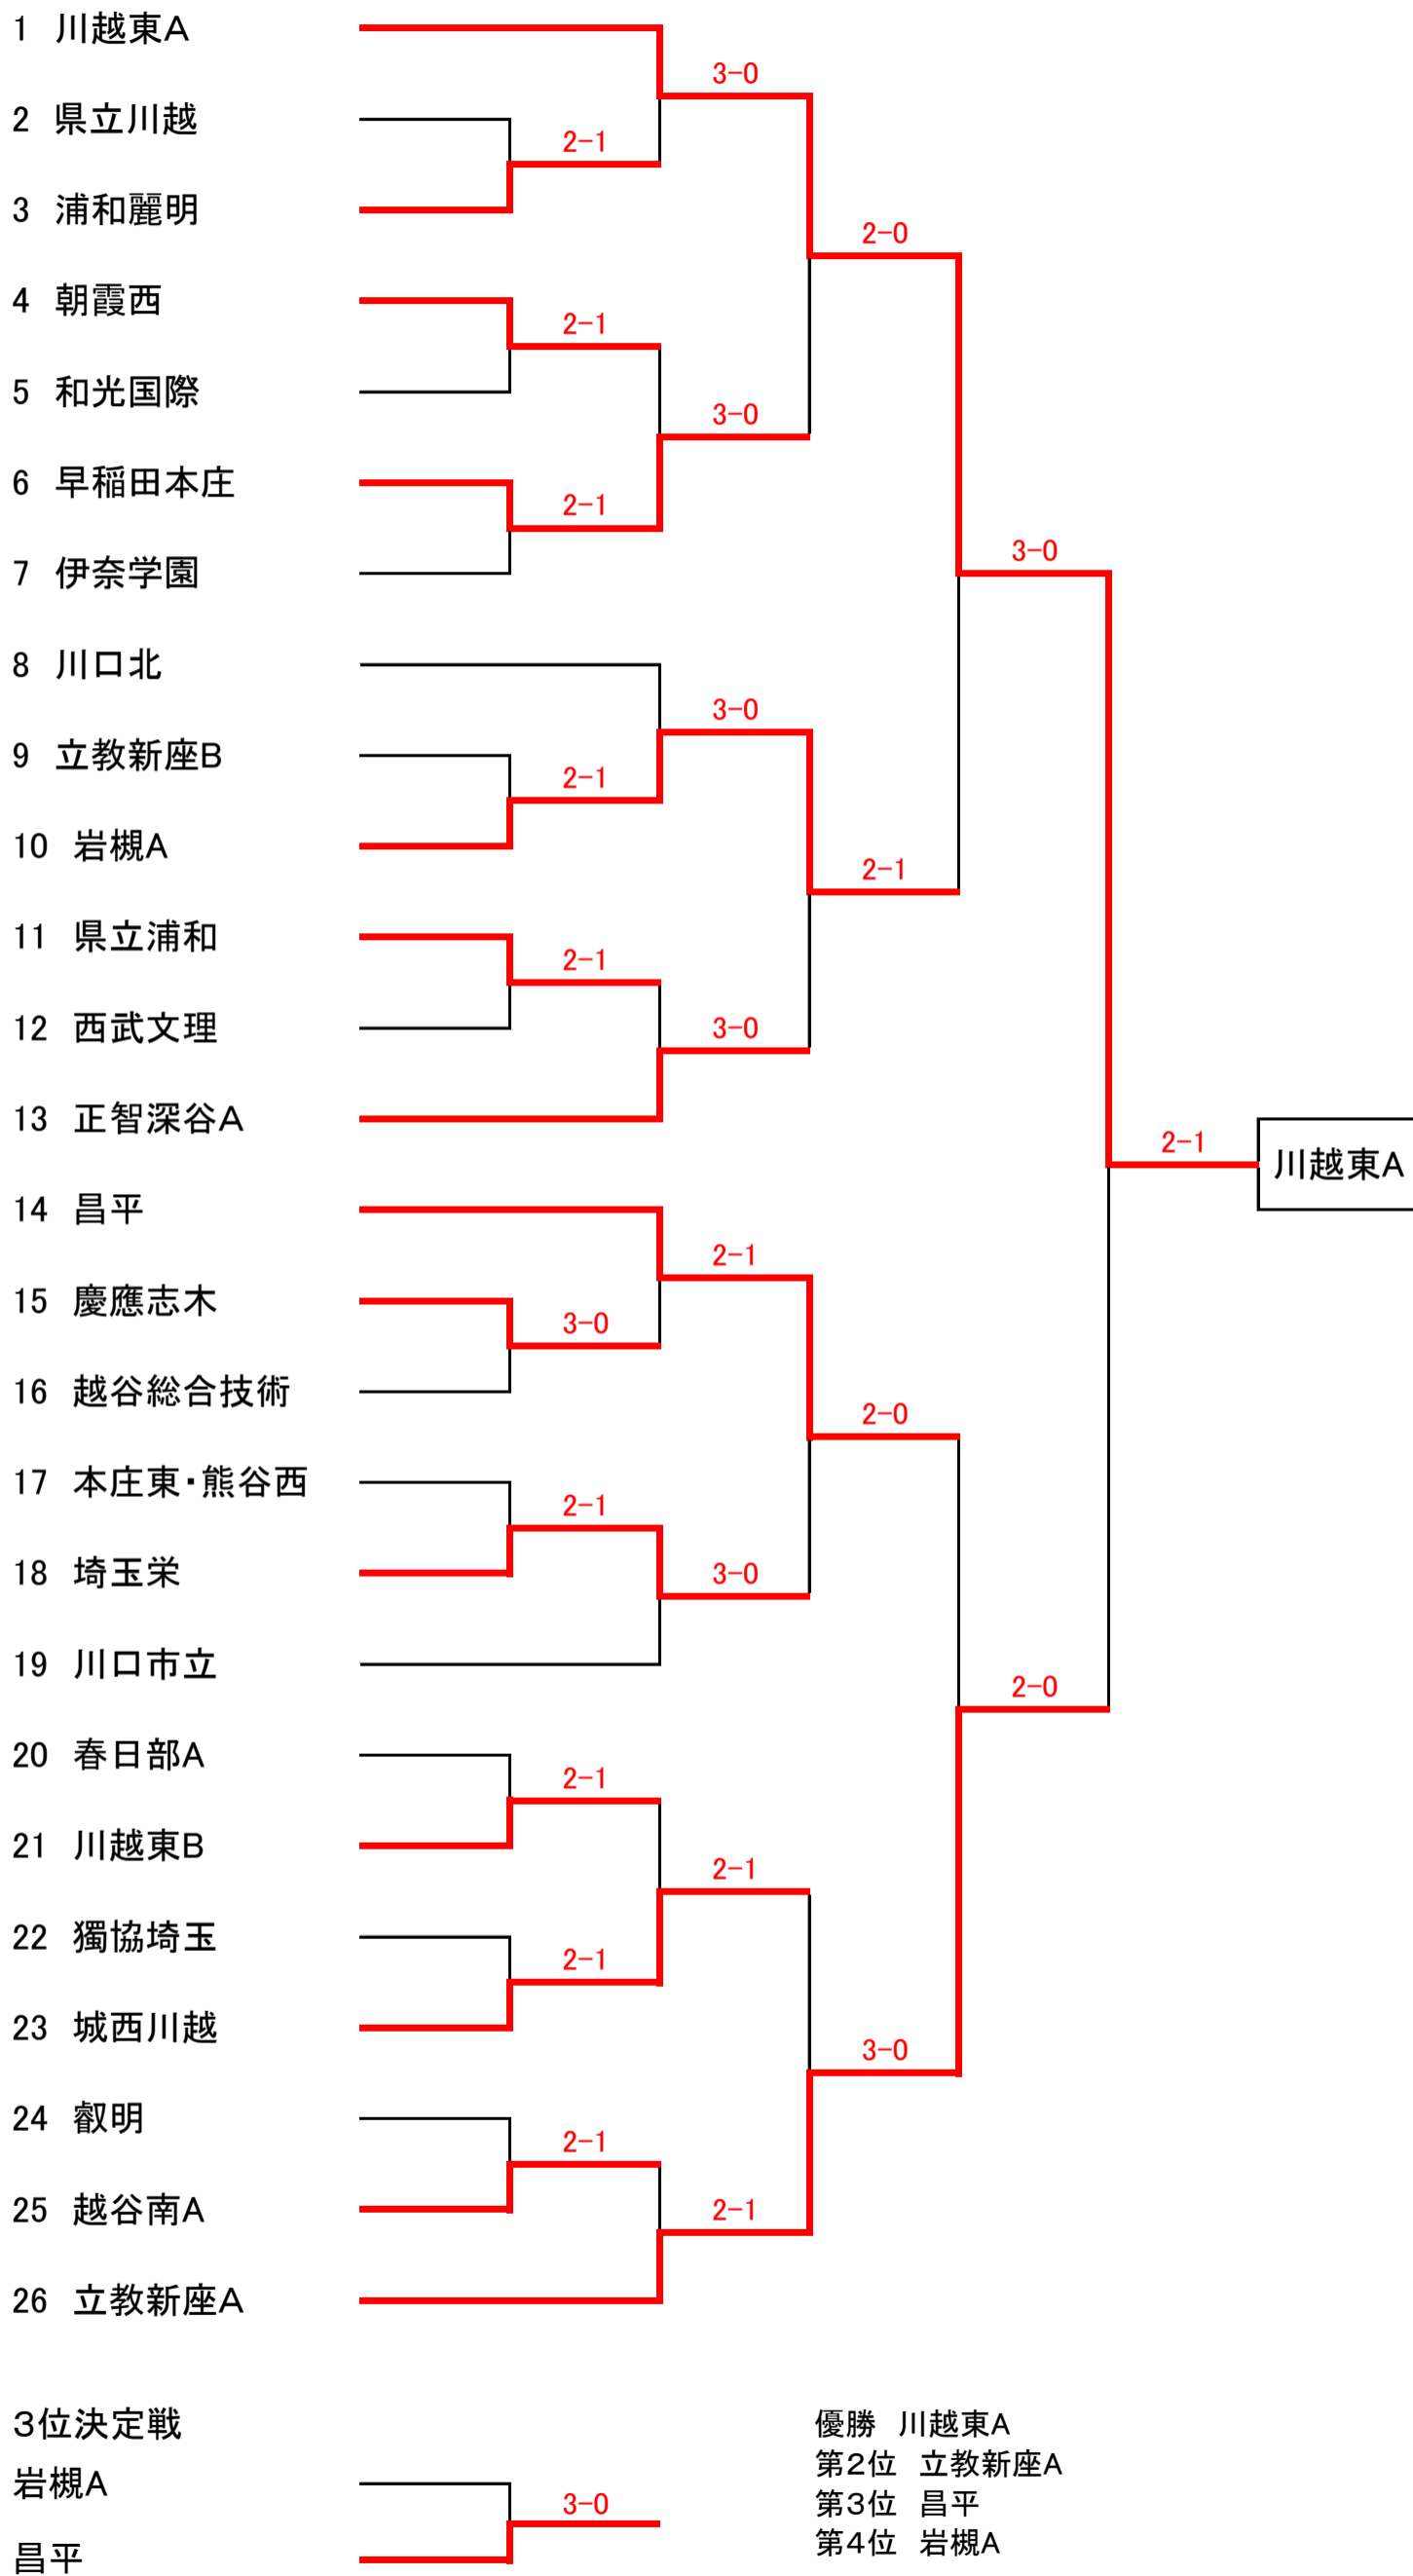 1 川越東A
3-0
2 県立川越
2-1
3 浦和麗明
2-0
4 朝霞西
2-1
5 和光国際
3-0
6 早稲田本庄
2-1
3-0
7 伊奈学園
8 川口北
3-0
9 立教新座B
2-1
10 岩槻A
2-1
11 県立浦和
2-1
12 西武文理
3-0
13 正智深谷A
2-1
川越東A
14 昌平
2-1
15 慶應志木
3-0
16 越谷総合技術
2-0
17 本庄東・熊谷西
2-1
18 埼玉栄
3-0
19 川口市立
2-0
20 春日部A
2-1
21 川越東B
2-1
22 獨協埼玉
2-1
23 城西川越
3-0
24 叡明
2-1
25 越谷南A
2-1
26 立教新座A
3位決定戦
岩槻A
3-0
昌平
優勝 川越東A
第2位 立教新座A
第3位 昌平
第4位 岩槻A